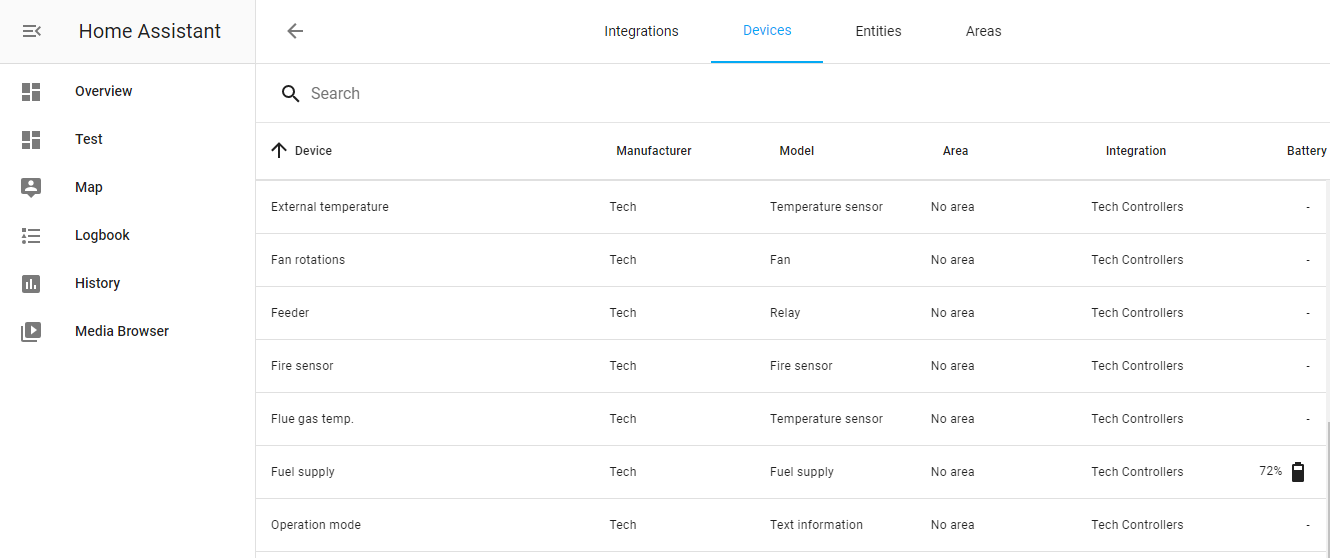 Home Assistant
Integrations Devices Entities Areas
Overview
Test
Map
Logbook
History
Media Browser
Search
Device Manufacturer Model Area Integration Battery
External temperature Tech Temperature sensor No area Tech Controllers -
Fan rotations Tech Fan No area Tech Controllers -
Feeder Tech Relay No area Tech Controllers -
Fire sensor Tech Fire sensor No area Tech Controllers -
Flue gas temp. Tech Temperature sensor No area Tech Controllers -
Fuel supply Tech Fuel supply No area Tech Controllers 72%
Operation mode Tech Text information No area Tech Controllers -